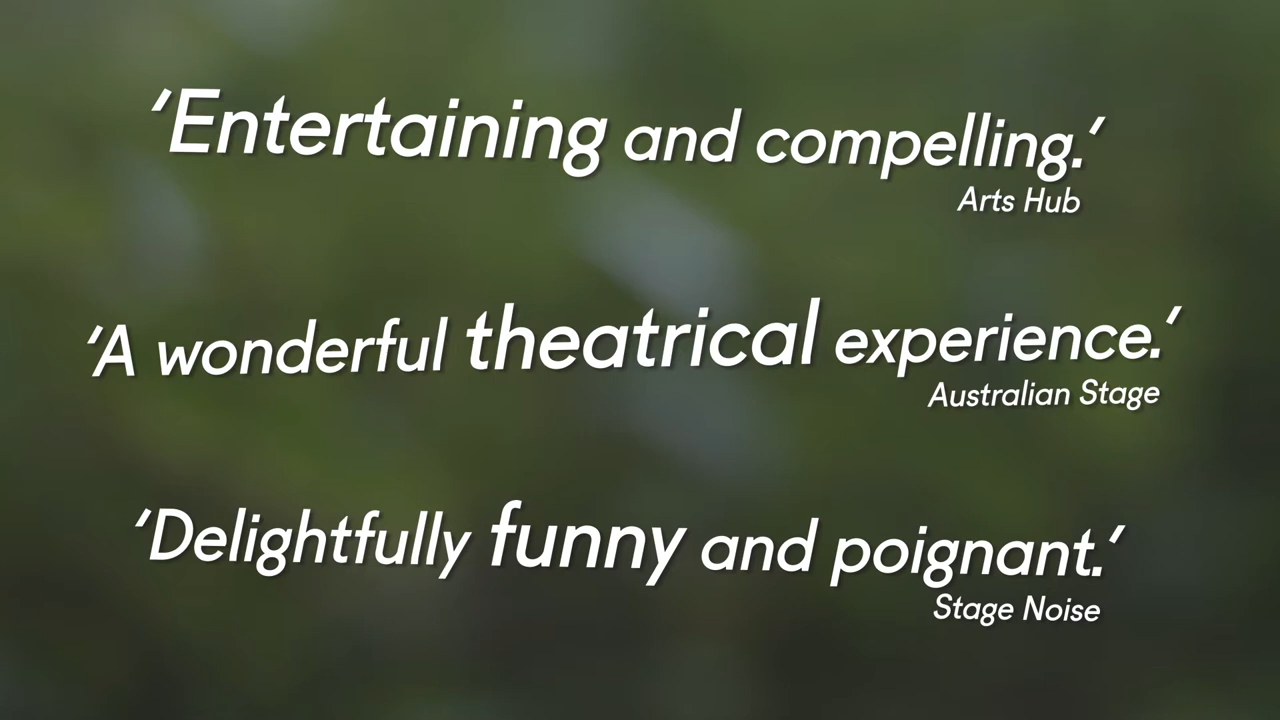 'Entertaining and compelling.'
Arts Hub
'A wonderful theatrical experience.'
Australian Stage
'Delightfully funny and poignant.'
Stage Noise